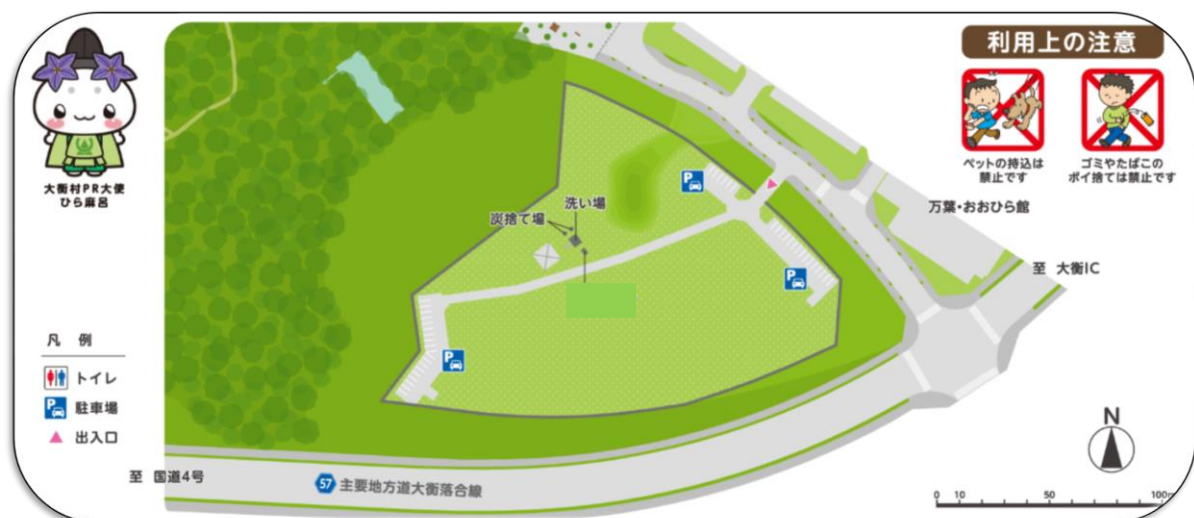 大衡村PR大使
ひら麻呂
利用上の注意
ペットの持込は
禁止です
ゴミやたばこの
ポイ捨ては禁止です
万葉・おおひら館
至 大衡IC
洗い場
炭捨て場
P
P
P
凡 例
トイレ
P 駐車場
出入口
至 国道4号
57 主要地方道大衡落合線
N
0 10 50 100m